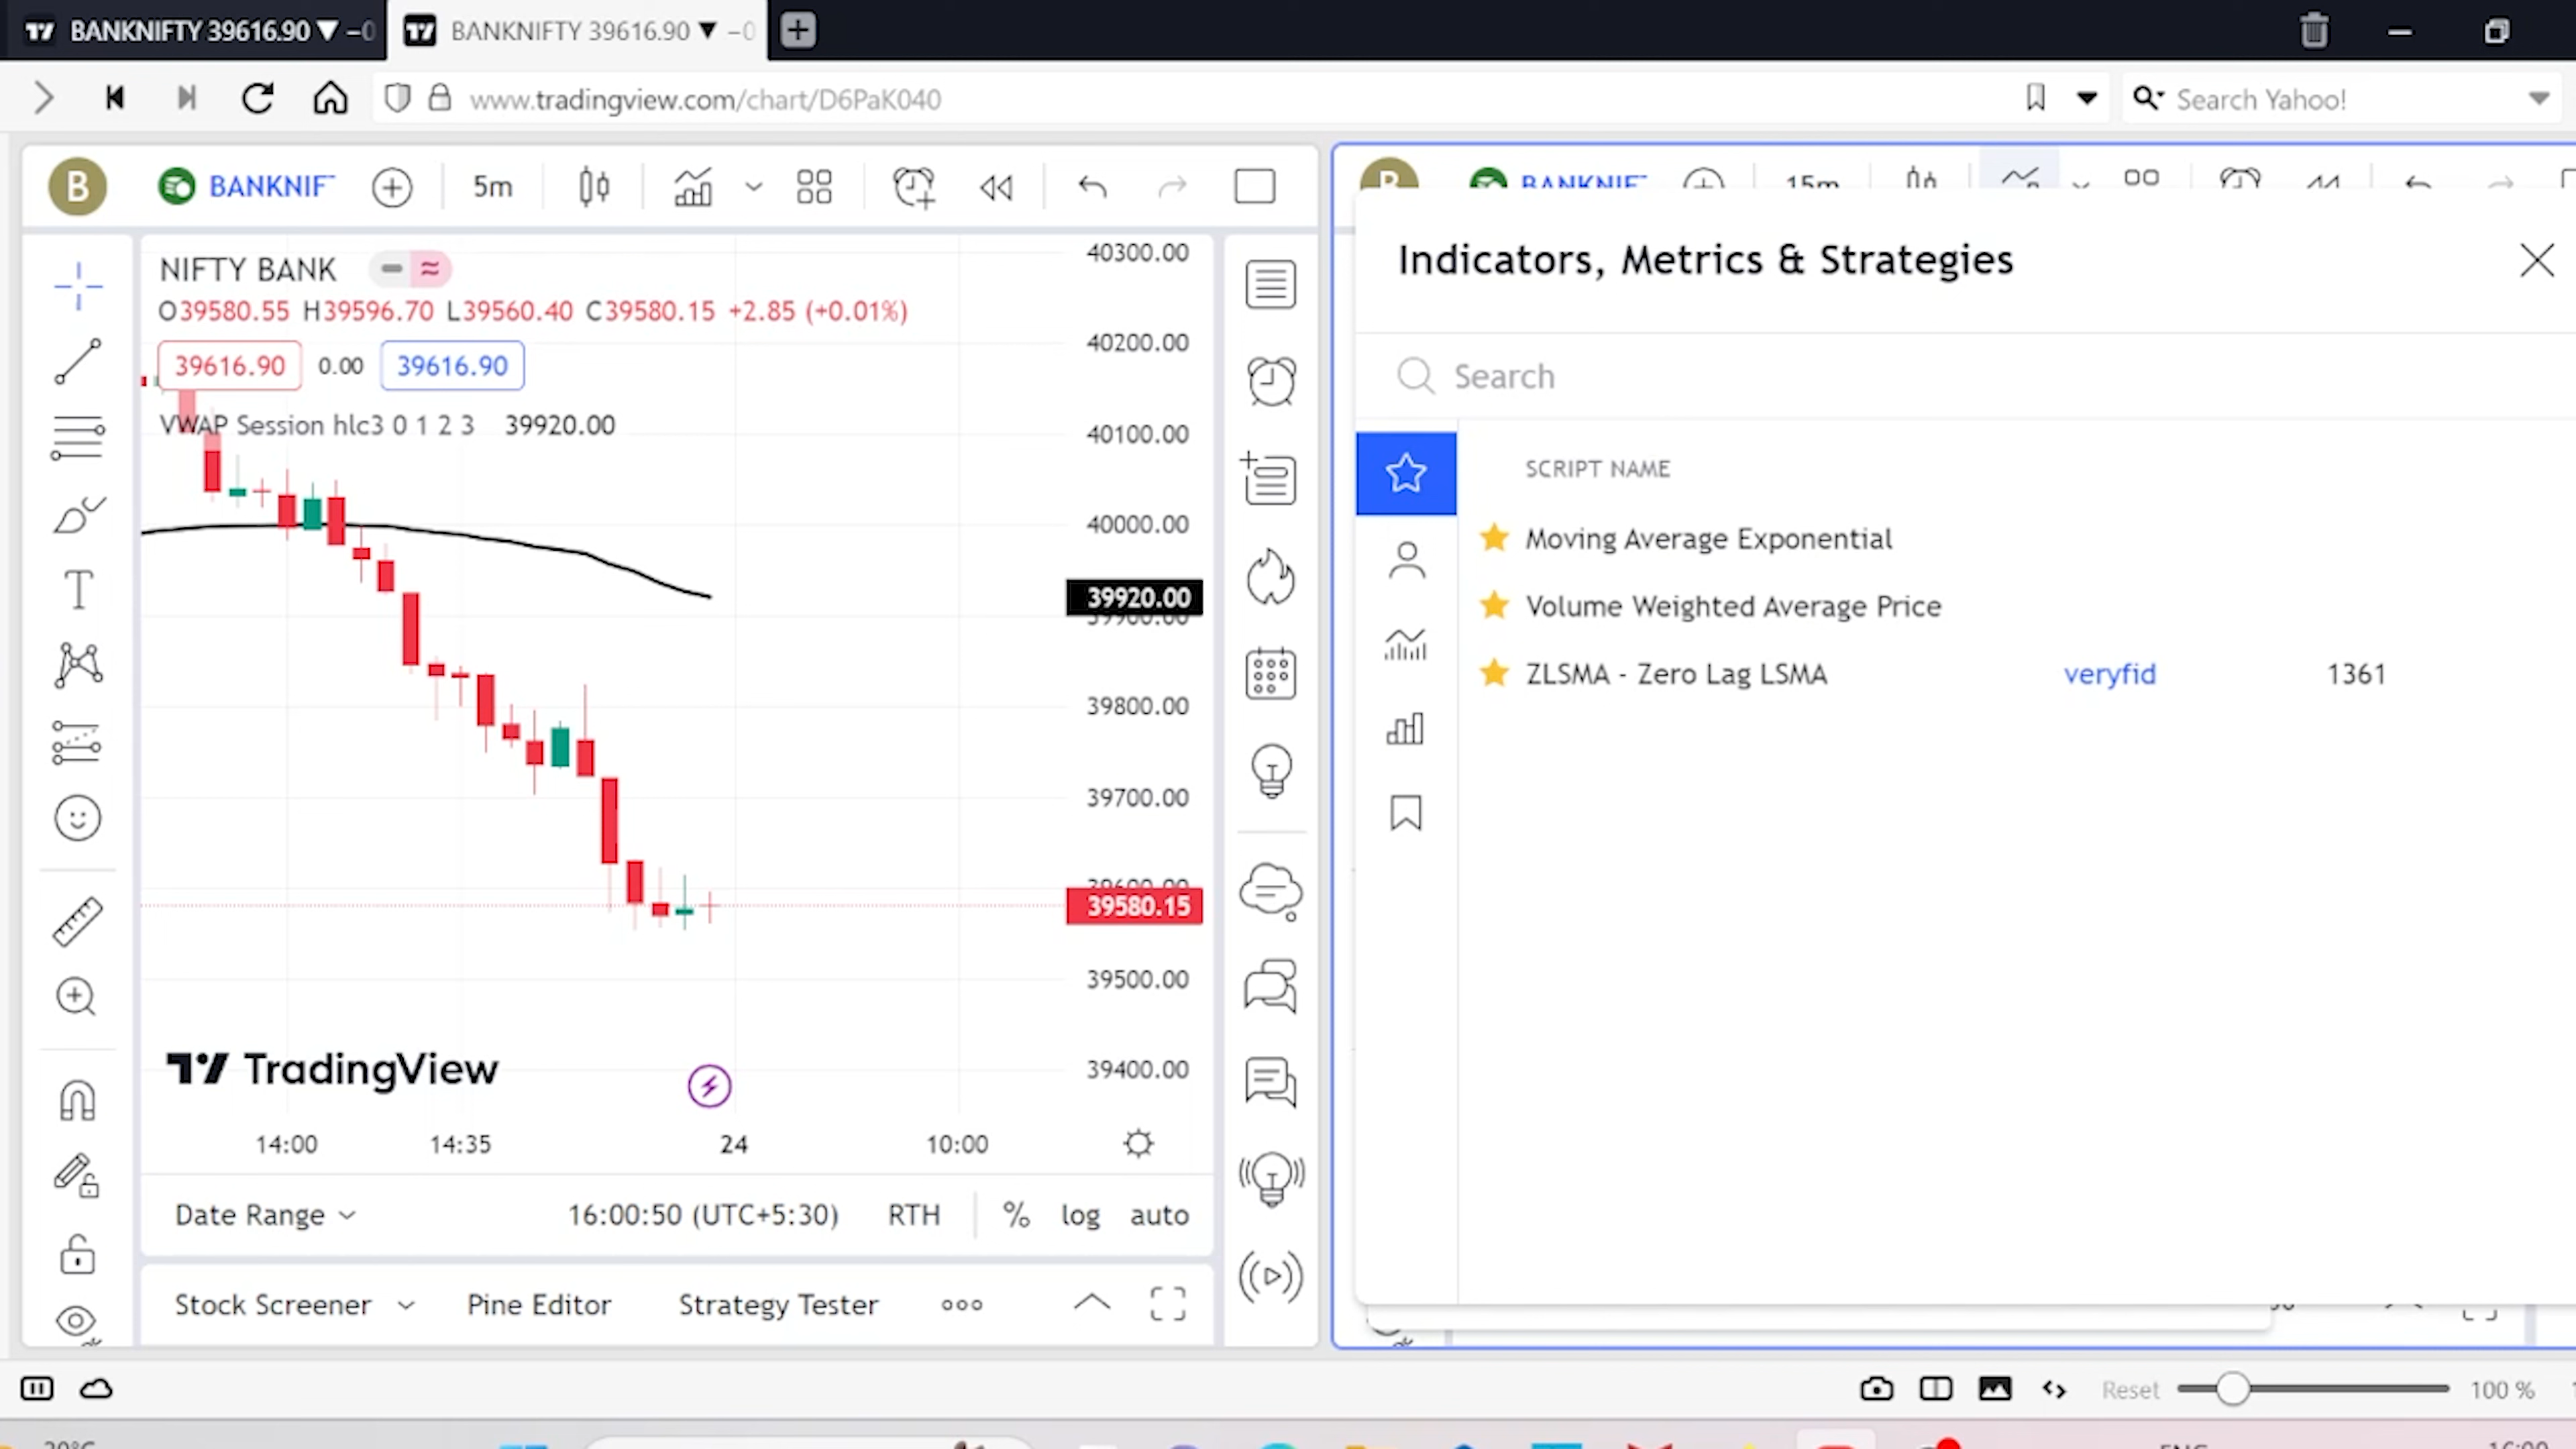 BANKNIFTY 39616.90 ▼ −0
BANKNIFTY 39616.90 ▼ −0
www.tradingview.com/chart/D6PaK040
Search Yahoo!
B
BANKNIF
5m
B
BANKNIF
15m
NIFTY BANK
O39580.55 H39596.70 L39560.40 C39580.15 +2.85 (+0.01%)
39616.90 0.00 39616.90
VWAP Session hlc3 0 1 2 3 39920.00
40300.00
40200.00
40100.00
40000.00
39920.00
39900.00
39800.00
39700.00
39600.00
39580.15
39500.00
39400.00
TradingView
14:00 14:35 24 10:00
Date Range
16:00:50 (UTC+5:30) RTH % log auto
Stock Screener Pine Editor Strategy Tester
Indicators, Metrics & Strategies
Search
SCRIPT NAME
Moving Average Exponential
Volume Weighted Average Price
ZLSMA - Zero Lag LSMA veryfid 1361
Reset 100 %